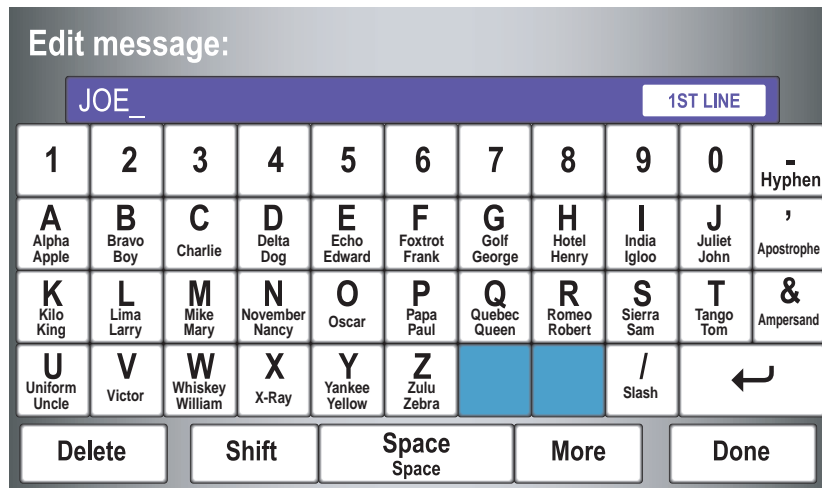 Edit message:
JOE_ 1ST LINE
1 2 3 4 5 6 7 8 9 0 -
Hyphen
A B C D E F G H I J ’
Alpha Bravo Charlie Delta Echo Foxtrot Golf Hotel India Juliet Apostrophe
Apple Boy Dog Edward Frank George Henry Igloo John
K L M N O P Q R S T &
Kilo Lima Mike November Oscar Papa Quebec Romeo Sierra Tango Ampersand
King Larry Mary Nancy Paul Queen Robert Sam Tom
U V W X Y Z /
Uniform Victor Whiskey X-Ray Yankee Zulu Slash
Uncle William Yellow Zebra
Delete Shift Space More Done
Space